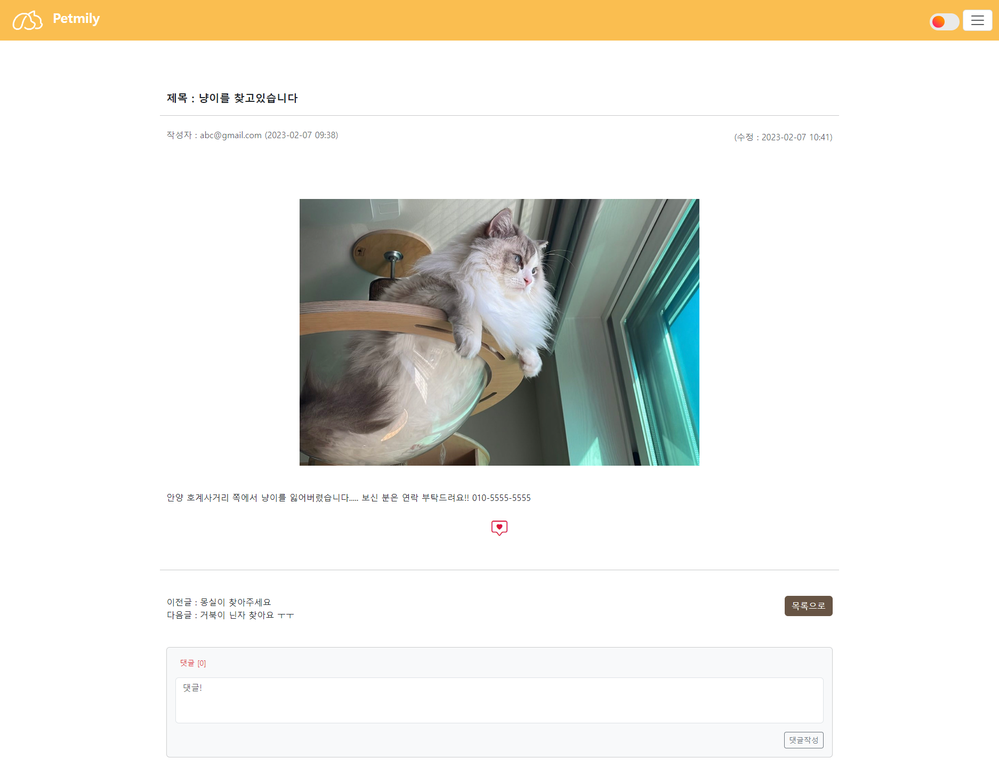 Petmily
제목 : 냥이를 찾고있습니다
작성자 : abc@gmail.com (2023-02-07 09:38)
(수정 : 2023-02-07 10:41)
안양 호계사거리 쪽에서 냥이를 잃어버렸습니다..... 보신 분은 연락 부탁드려요!! 010-5555-5555
이전글 : 몽실이 찾아주세요
다음글 : 거북이 닌자 찾아요 ㅜㅜ
목록으로
댓글 [0]
댓글!
댓글작성